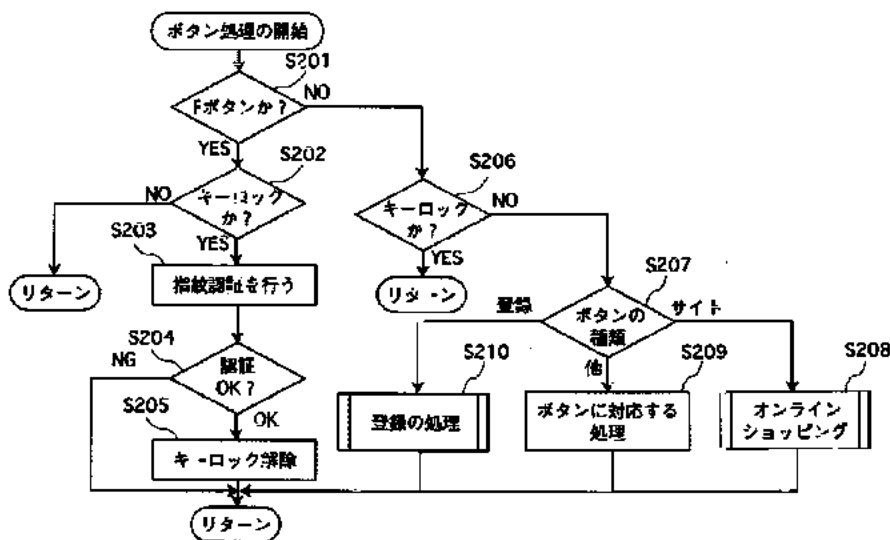 ボタン処理の開始
S201
Fボタンか？
NO
YES
S202
キーロック
か？
NO
YES
S206
キーロック
か？
NO
YES
S203
指紋認証を行う
リターン
リターン
S207
ボタンの
種類
登録
サイト
他
S204
認証
OK？
NG
OK
S210
登録の処理
S209
ボタンに対応する
処理
S208
オンライン
ショッピング
S205
キーロック解除
リターン